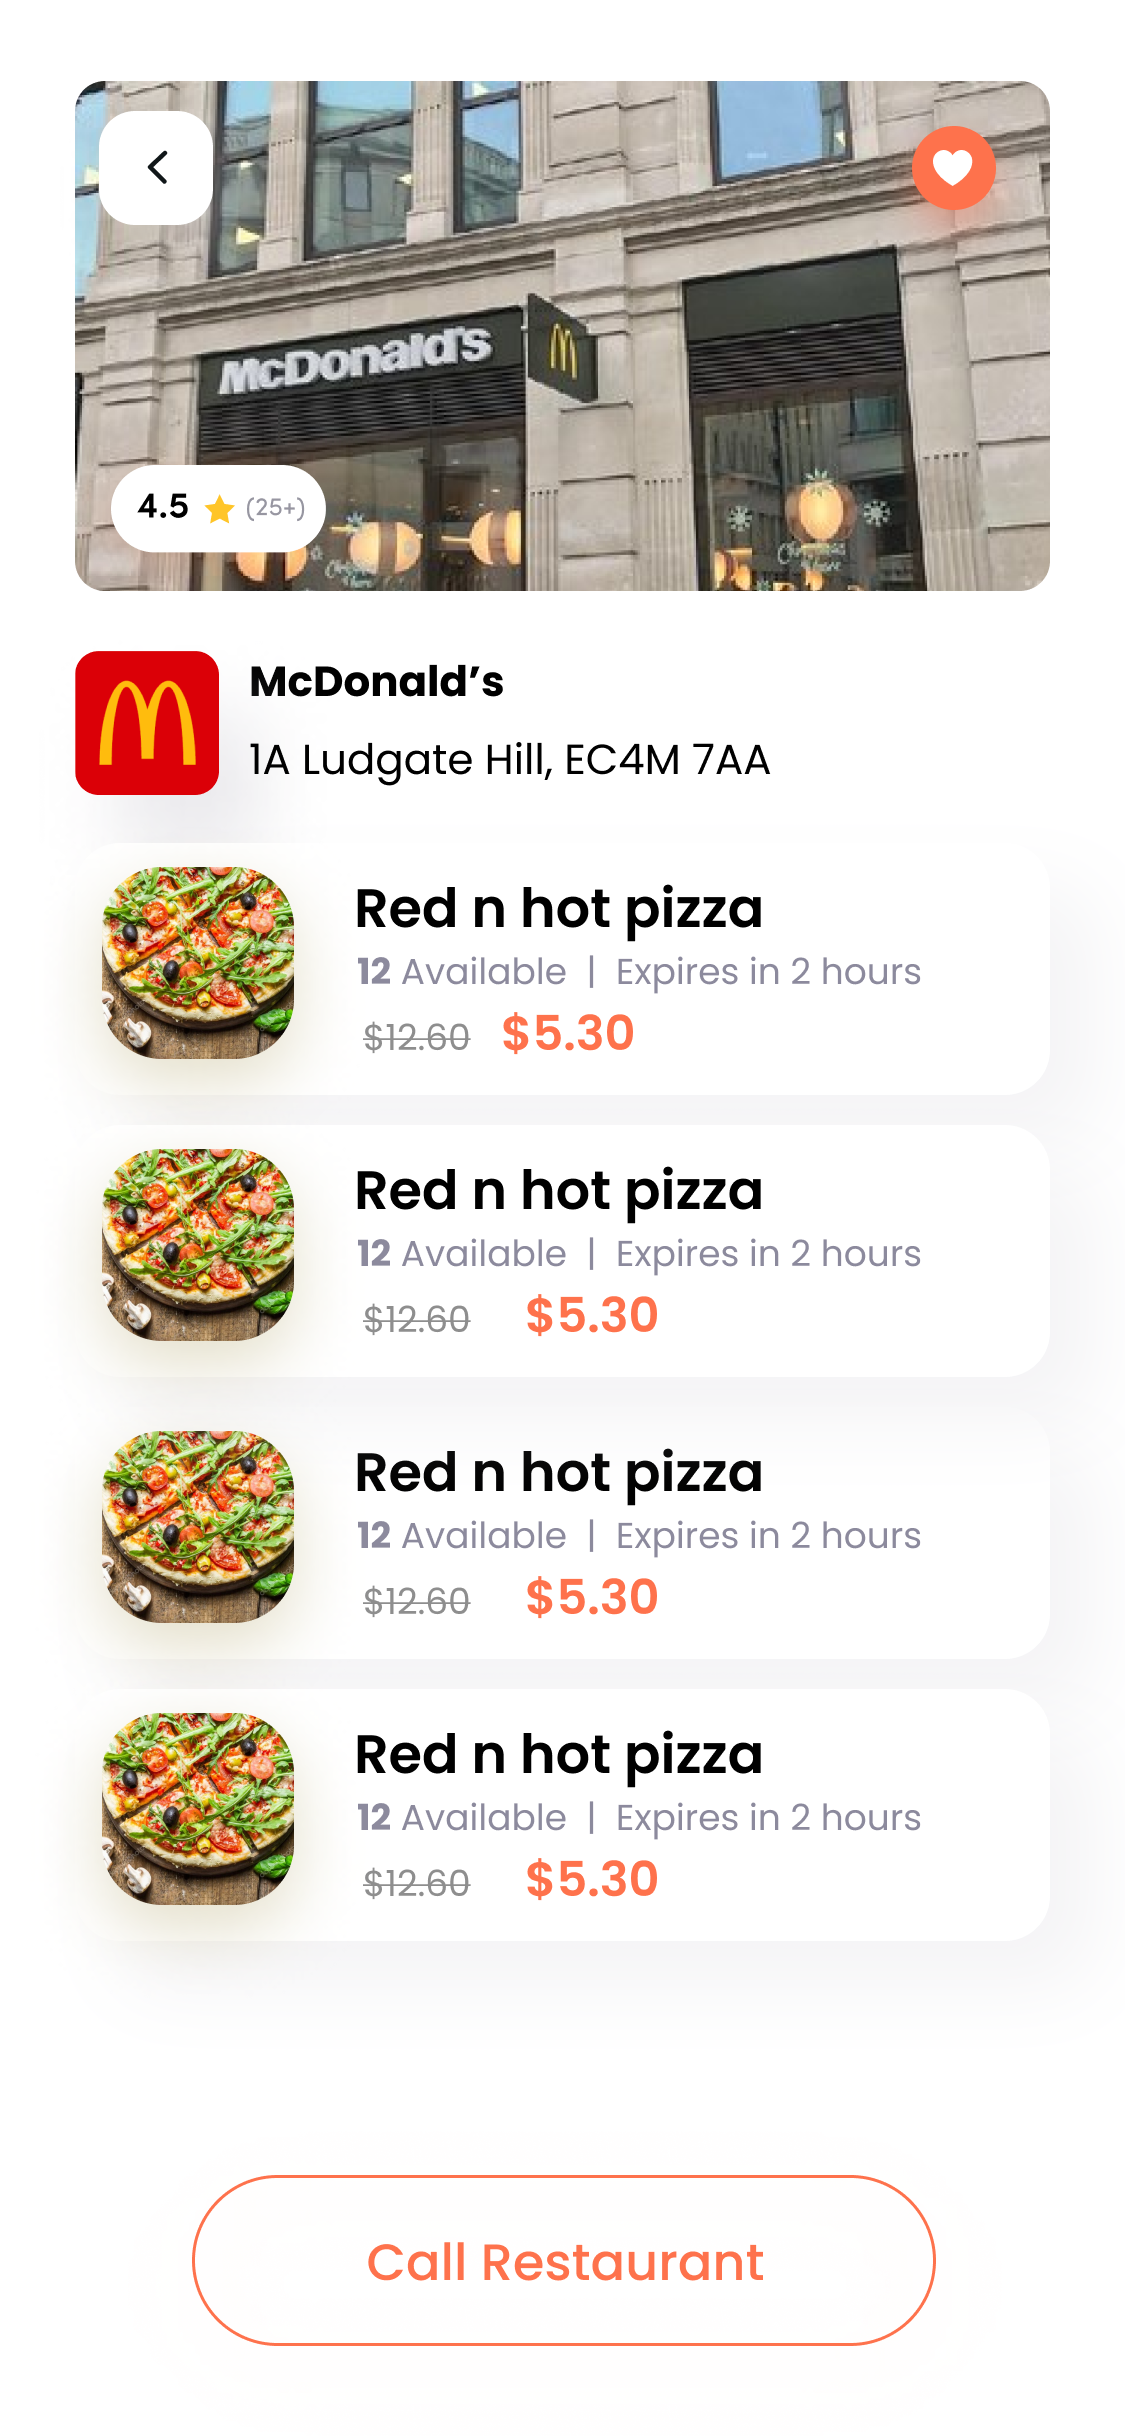 McDonald's
4.5 (25+)
McDonald’s
1A Ludgate Hill, EC4M 7AA
Red n hot pizza
12 Available | Expires in 2 hours
$12.60 $5.30
Red n hot pizza
12 Available | Expires in 2 hours
$12.60 $5.30
Red n hot pizza
12 Available | Expires in 2 hours
$12.60 $5.30
Red n hot pizza
12 Available | Expires in 2 hours
$12.60 $5.30
Call Restaurant